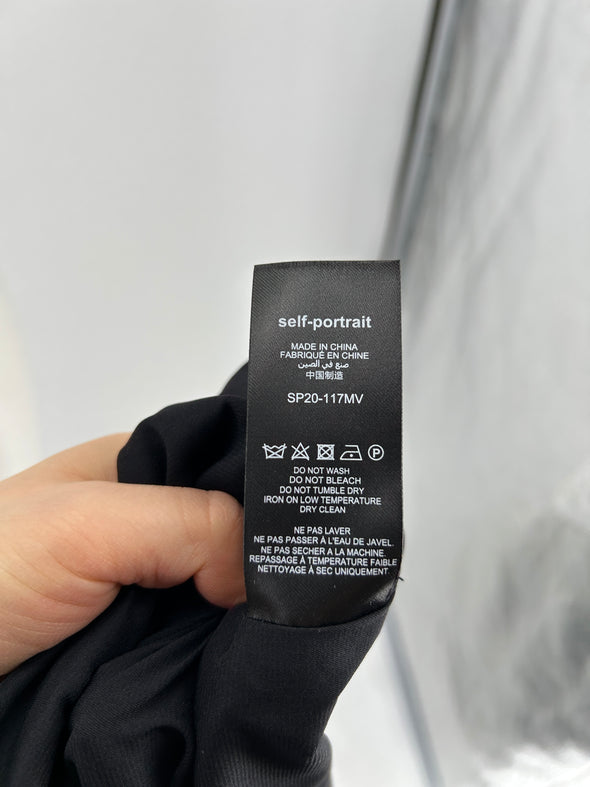 self-portrait
MADE IN CHINA
FABRIQUÉ EN CHINE
صنع في الصين
中国制造
SP20-117MV
P
DO NOT WASH
DO NOT BLEACH
DO NOT TUMBLE DRY
IRON ON LOW TEMPERATURE
DRY CLEAN
NE PAS LAVER
NE PAS PASSER À L'EAU DE JAVEL.
NE PAS SECHER A LA MACHINE.
REPASSAGE À TEMPERATURE FAIBLE
NETTOYAGE À SEC UNIQUEMENT.